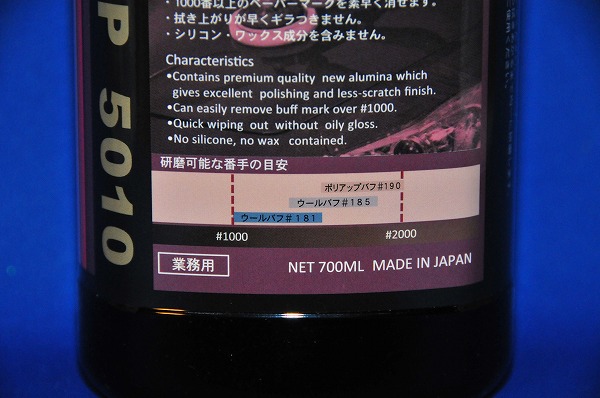 ・1000番以上のペーパーマークを素早く消せます。
・拭き上がりが早くギラつきません。
・シリコン・ワックス成分を含みません。
Characteristics
•Contains premium quality new alumina which
gives excellent polishing and less-scratch finish.
•Can easily remove buff mark over #1000.
•Quick wiping out without oily gloss.
•No silicone, no wax contained.
研磨可能な番手の目安
ポリアップバフ#190
ウールバフ#185
ウールバフ#181
#1000 #2000
業務用 NET 700ML MADE IN JAPAN
P 5010